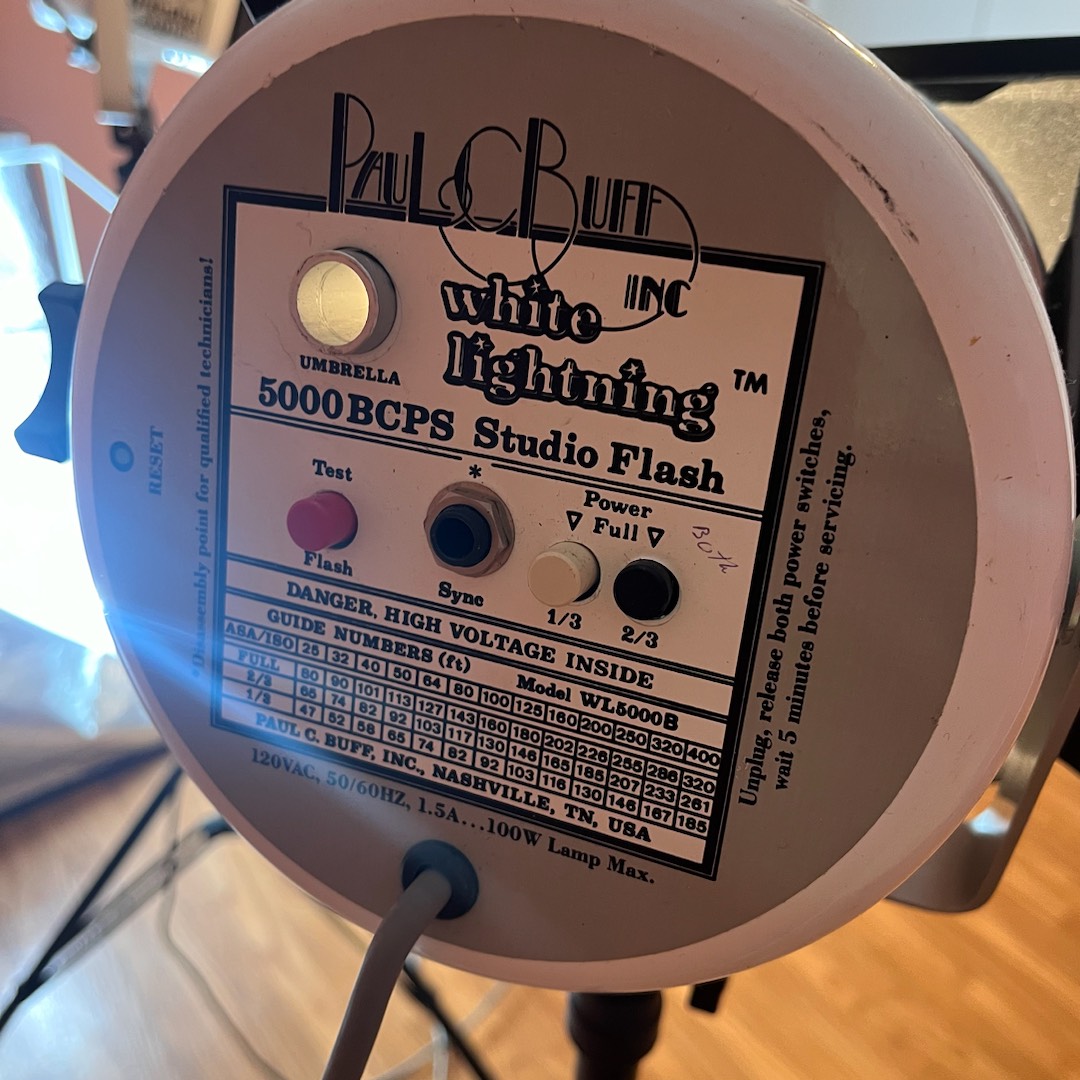 PAUL C. BUFF
INC
white
lightning
TM
UMBRELLA
5000 BCPS Studio Flash
*
Test
Flash
Sync
Power
Full
Both
1/3
2/3
DANGER, HIGH VOLTAGE INSIDE
GUIDE NUMBERS (ft) Model WL5000B
ASA/ISO 25 32 40 50 64 80 100 125 160 200 250 320 400
FULL 80 90 101 113 127 143 160 180 202 226 255 286 320
2/3 65 74 82 92 103 117 130 146 165 185 207 233 261
1/3 47 52 58 65 74 82 92 103 116 130 146 167 185
PAUL C. BUFF, INC., NASHVILLE, TN, USA
120VAC, 50/60HZ, 1.5A...100W Lamp Max.
RESET
* Disassembly point for qualified technicians!
Unplug, release both power switches,
wait 5 minutes before servicing.